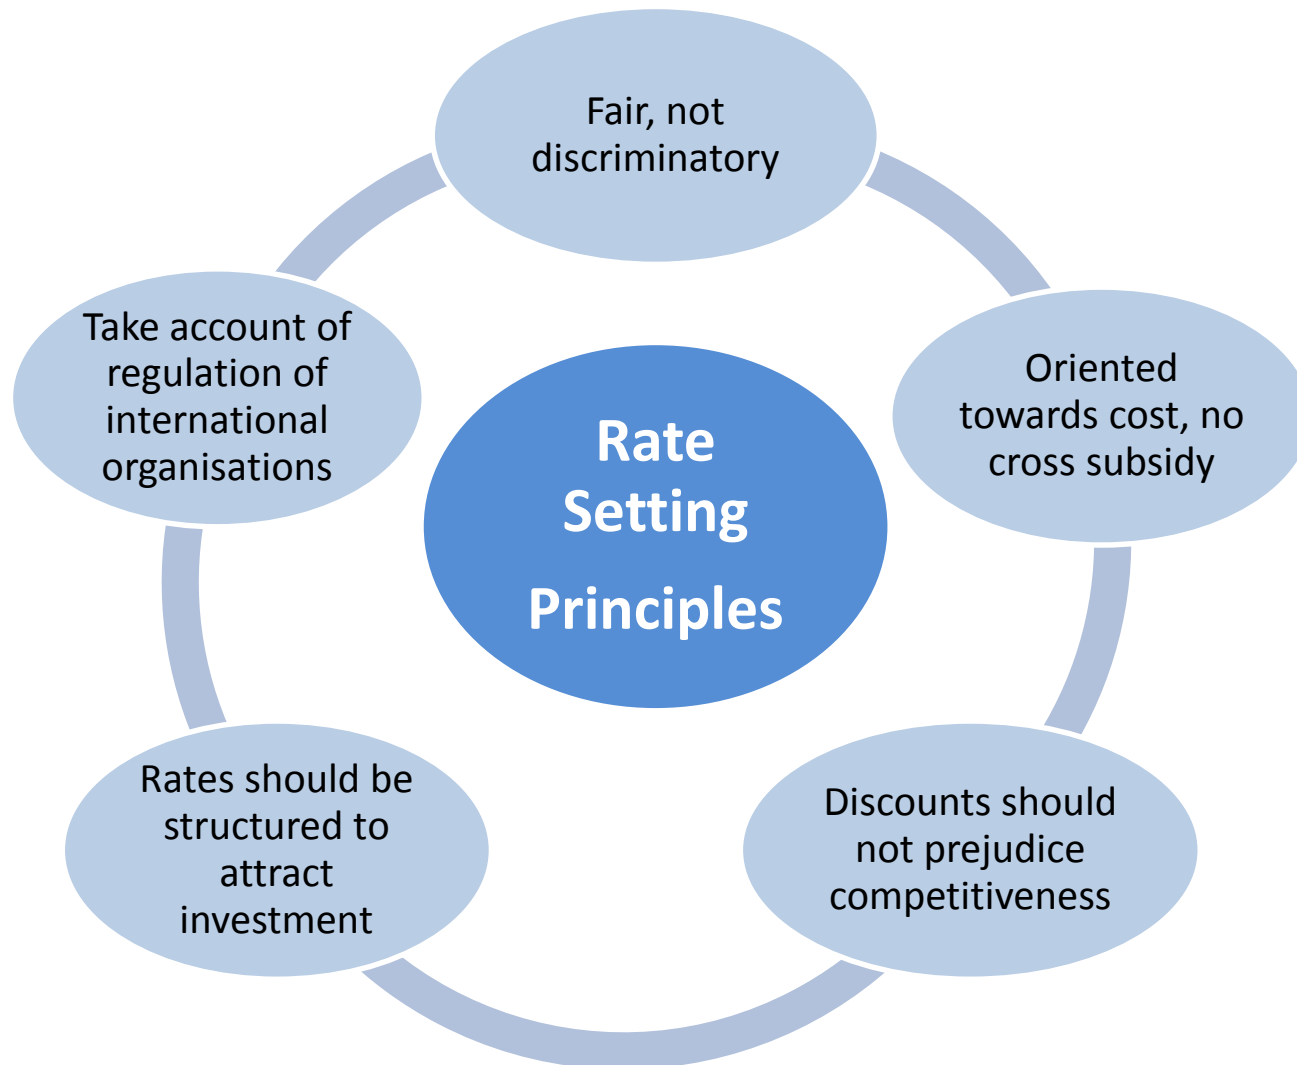 Fair, not
discriminatory
Take account of
regulation of
international
organisations
Oriented
towards cost, no
cross subsidy
Rate
Setting
Principles
Rates should be
structured to
attract
investment
Discounts should
not prejudice
competitiveness